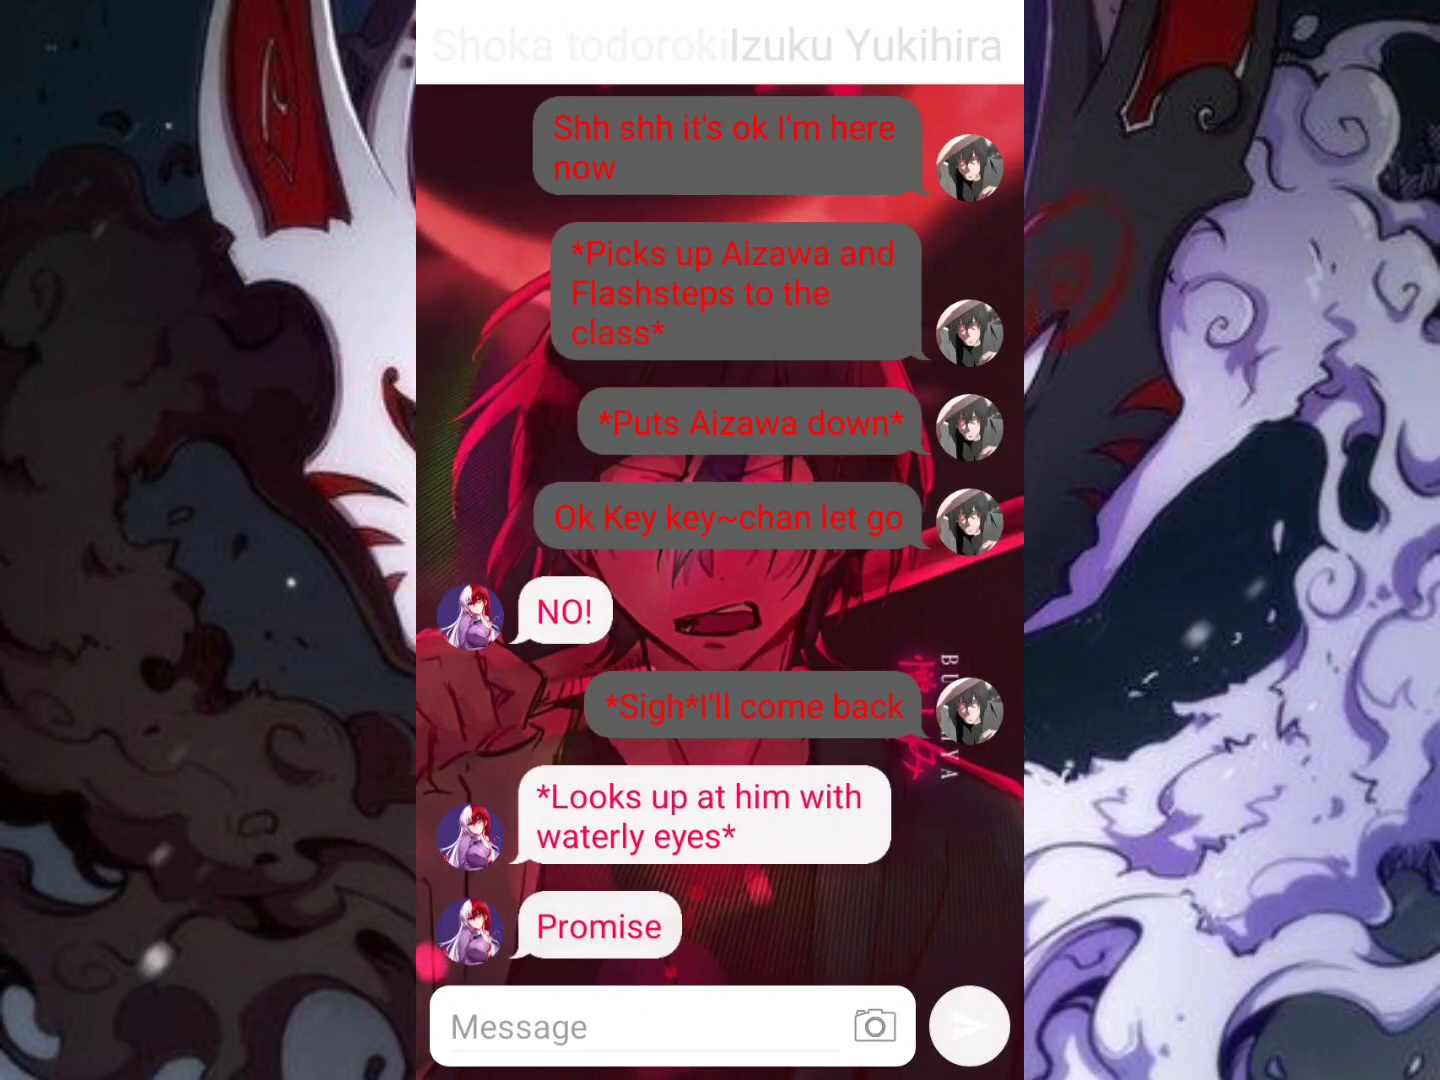 Shoka todorokiIzuku Yukihira
Shh shh it's ok I'm here
now
*Picks up Aizawa and
Flashsteps to the
class*
*Puts Aizawa down*
Ok Key key~chan let go
NO!
*Sigh*I'll come back
*Looks up at him with
waterly eyes*
Promise
Message